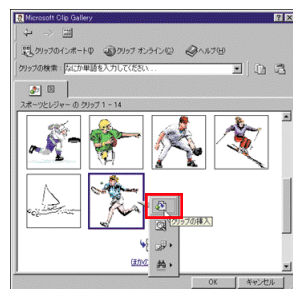 Microsoft Clip Gallery
クリップのインポート(I) クリップ オンライン(C) ヘルプ(H)
クリップの検索: なにか単語を入力してください...
スポーツとレジャー の クリップ 1 - 14
クリップの挿入
ほかの
OK キャンセル